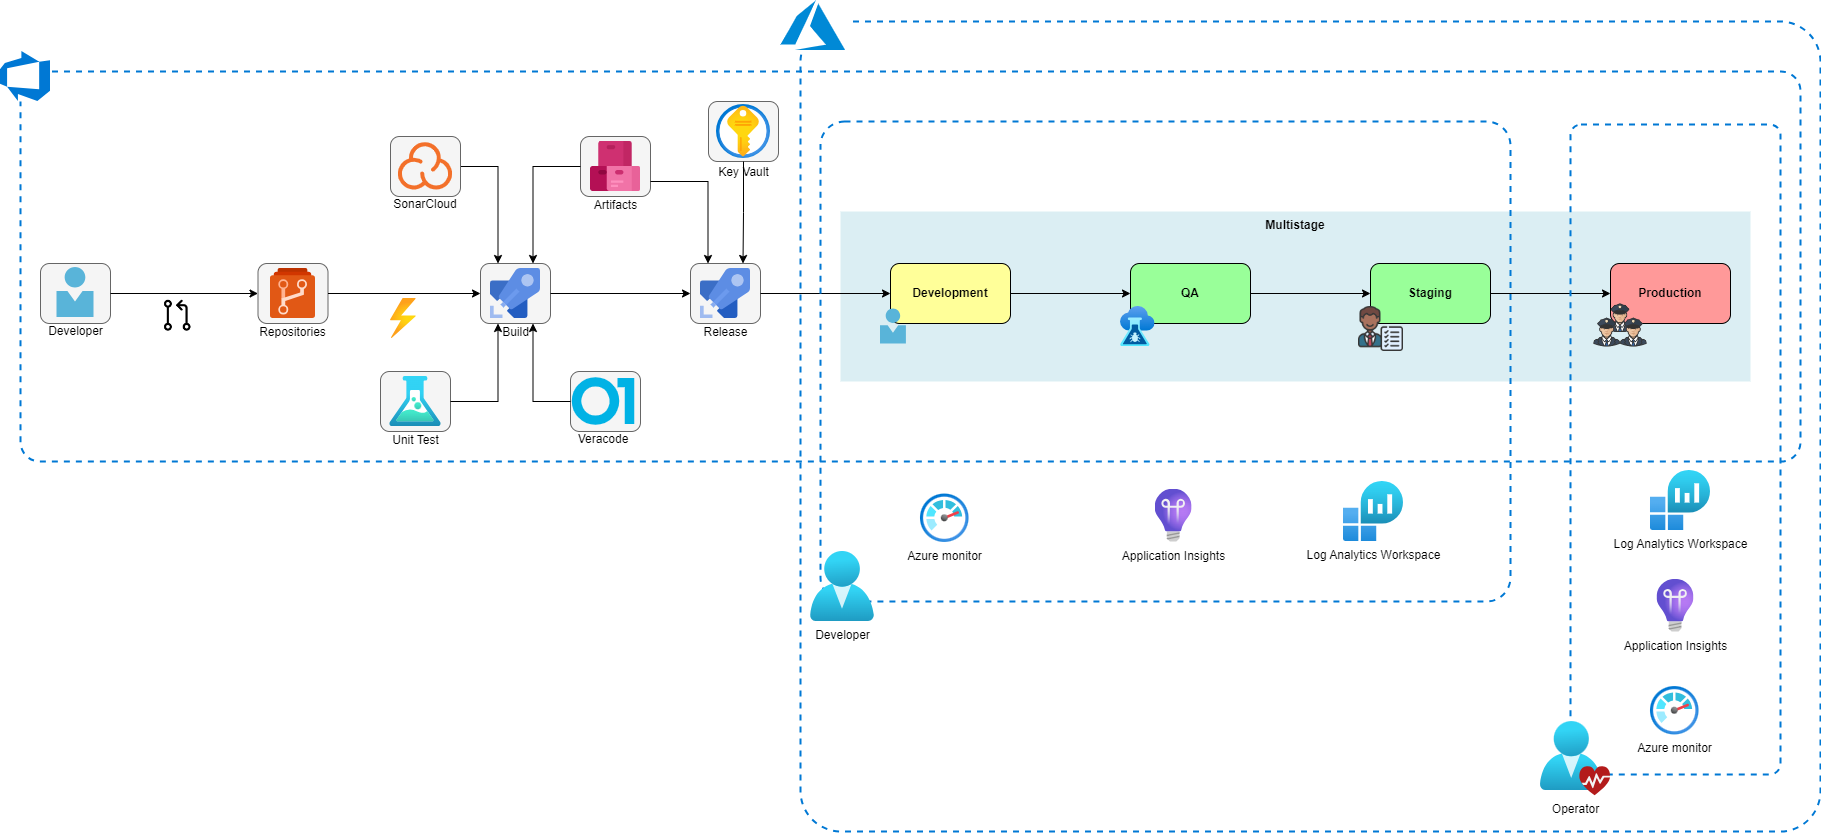 Key Vault
SonarCloud
Artifacts
Multistage
Development
QA
Staging
Production
Developer
Repositories
Build
Release
Unit Test
Veracode
Azure monitor
Application Insights
Log Analytics Workspace
Log Analytics Workspace
Developer
Application Insights
Azure monitor
Operator